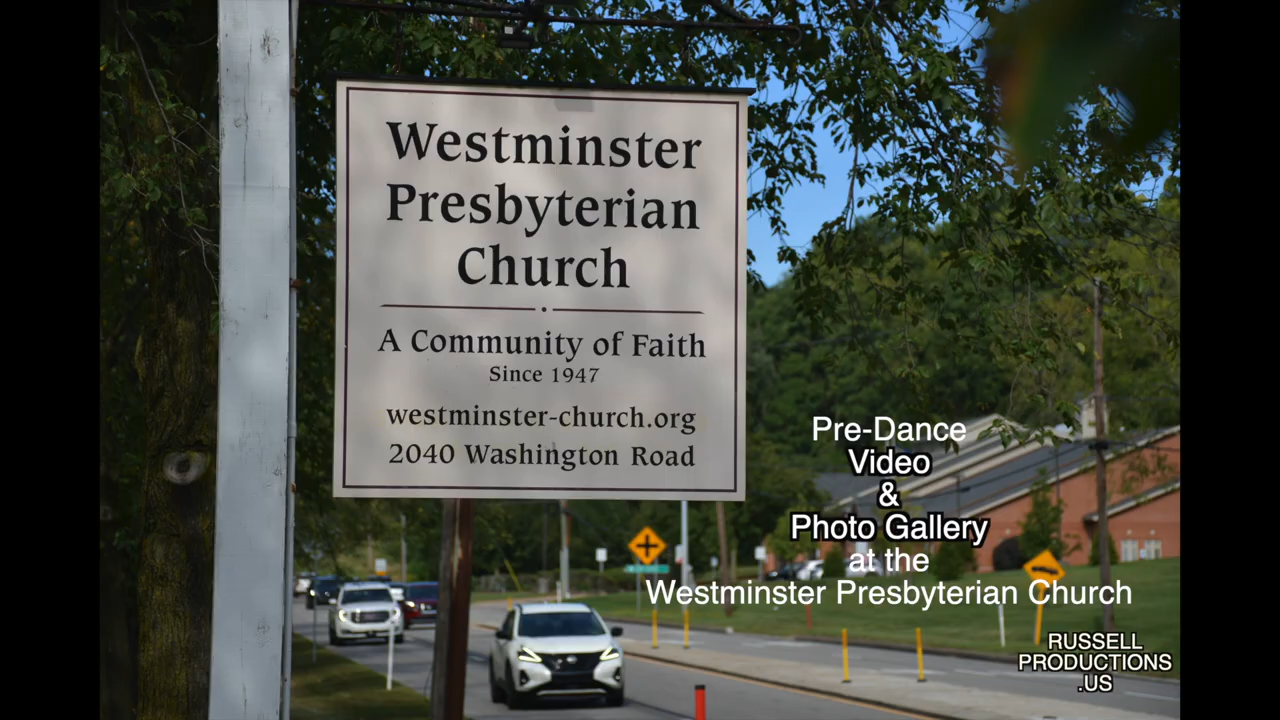 Westminster
Presbyterian
Church
A Community of Faith
Since 1947
westminster-church.org
2040 Washington Road
Pre-Dance
Video
&
Photo Gallery
at the
Westminster Presbyterian Church
RUSSELL
PRODUCTIONS
.US